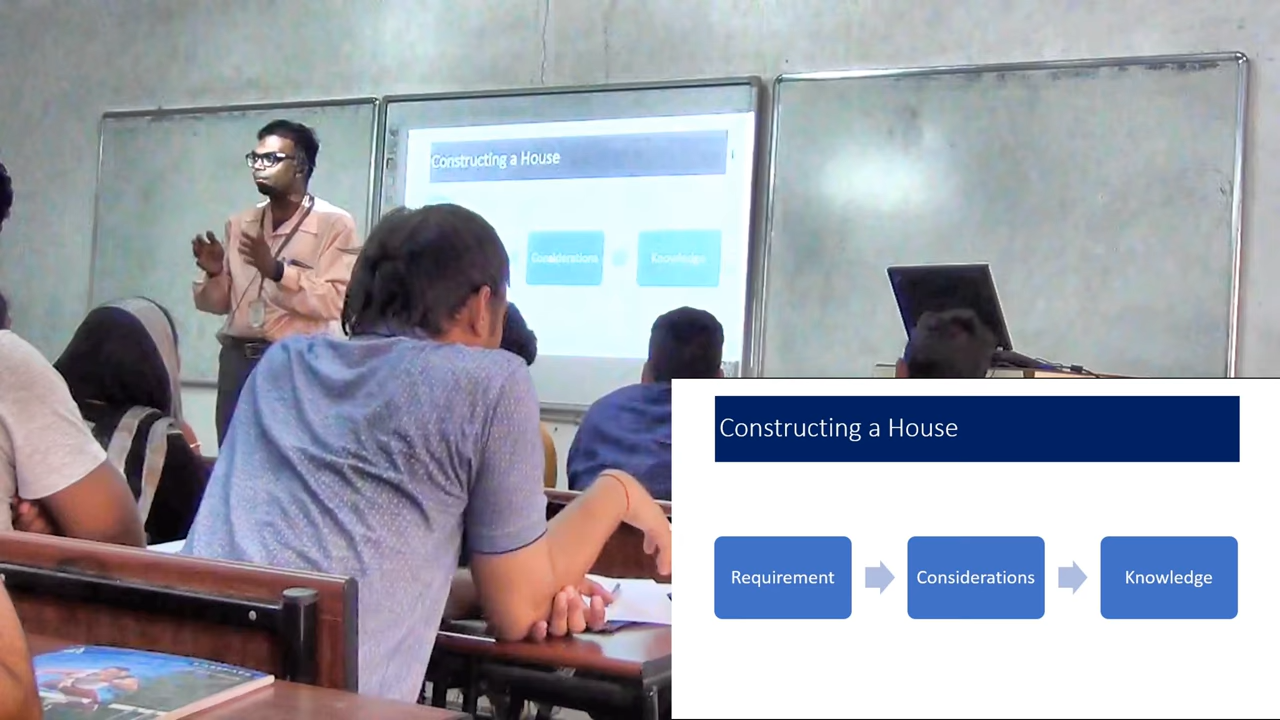 Constructing a House
Considerations
Knowledge
Constructing a House
Requirement
Considerations
Knowledge